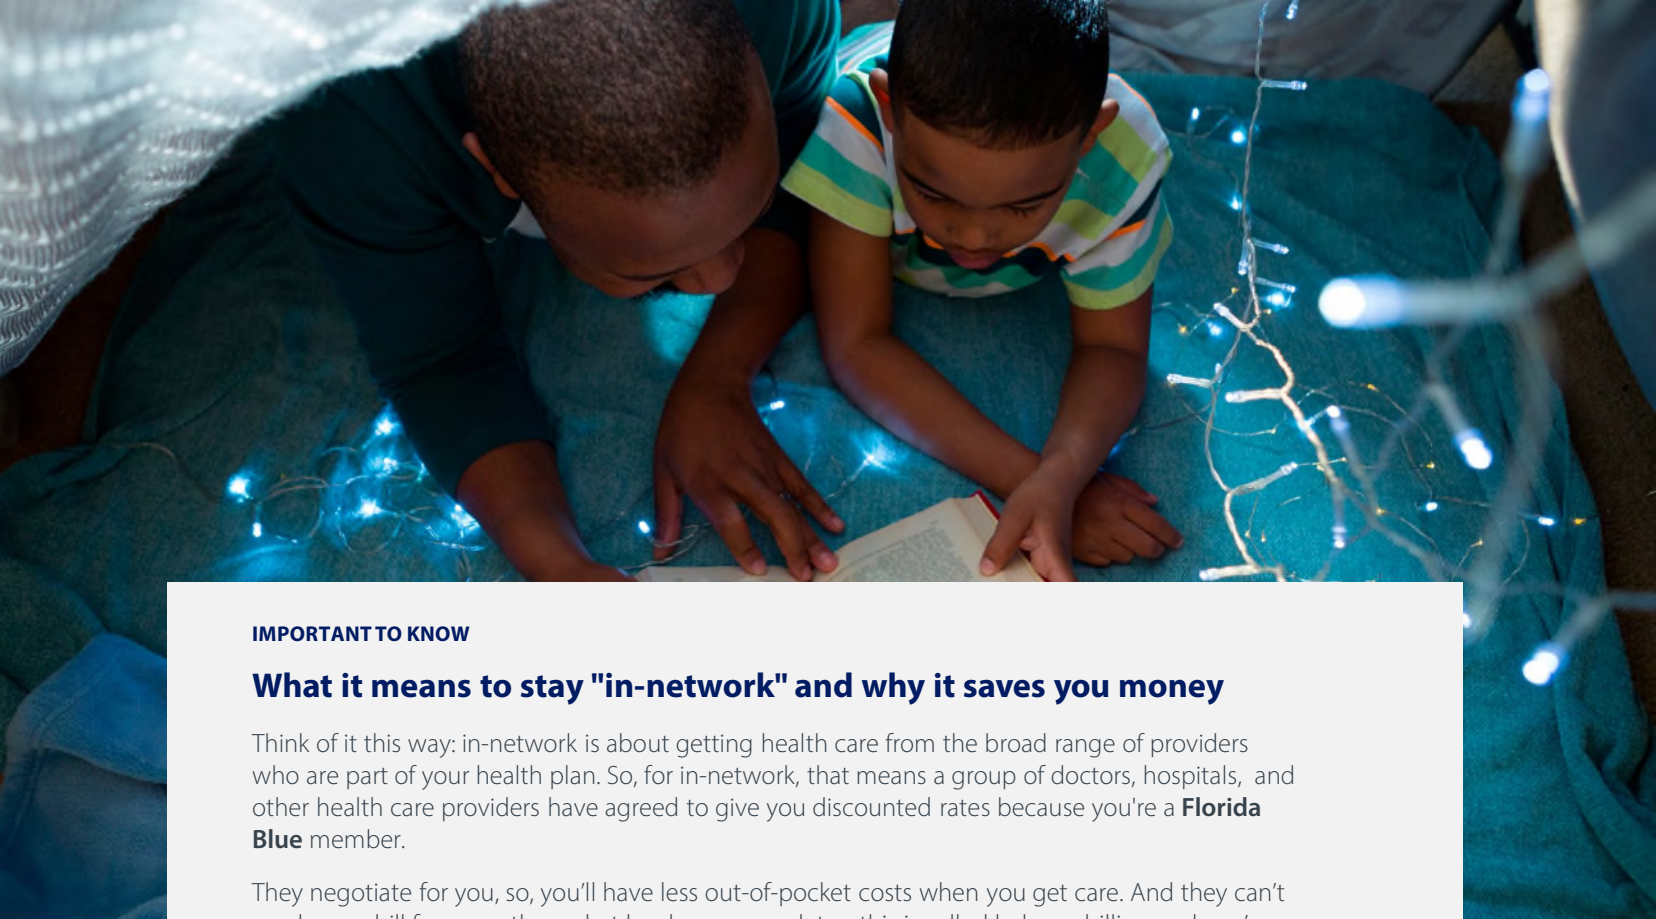 IMPORTANT TO KNOW
What it means to stay "in-network" and why it saves you money
Think of it this way: in-network is about getting health care from the broad range of providers
who are part of your health plan. So, for in-network, that means a group of doctors, hospitals,  and
other health care providers have agreed to give you discounted rates because you're a Florida
Blue member.
They negotiate for you, so, you’ll have less out-of-pocket costs when you get care. And they can’t